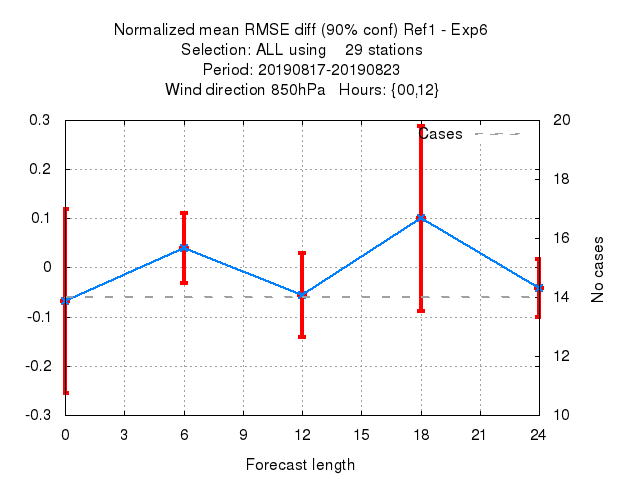 Normalized mean RMSE diff (90% conf) Ref1 - Exp6
Selection: ALL using    29 stations
Period: 20190817-20190823
Wind direction 850hPa   Hours: {00,12}
0.3
0.2
0.1
0
-0.1
-0.2
-0.3
Cases
20
18
16
14
12
10
No cases
0 3 6 9 12 15 18 21 24
Forecast length